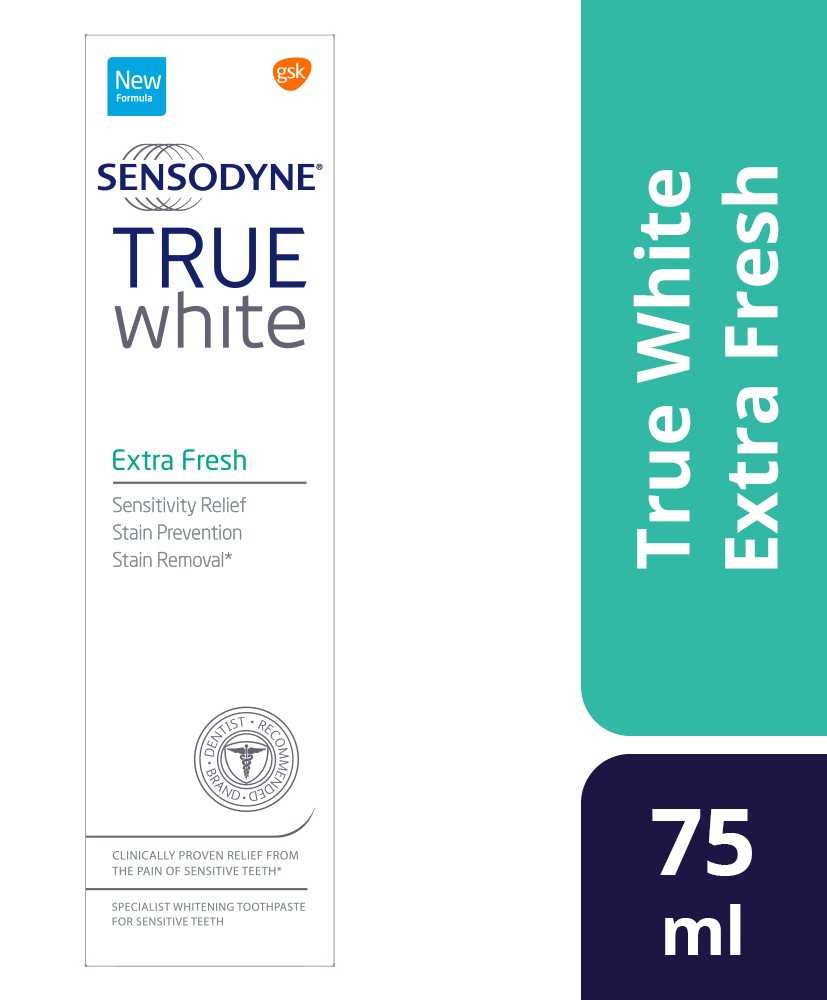 New
Formula
gsk
SENSODYNE®
TRUE
white
Extra Fresh
Sensitivity Relief
Stain Prevention
Stain Removal*
• DENTIST • RECOMMENDED
BRAND
CLINICALLY PROVEN RELIEF FROM
THE PAIN OF SENSITIVE TEETH*
SPECIALIST WHITENING TOOTHPASTE
FOR SENSITIVE TEETH
True White
Extra Fresh
75
ml